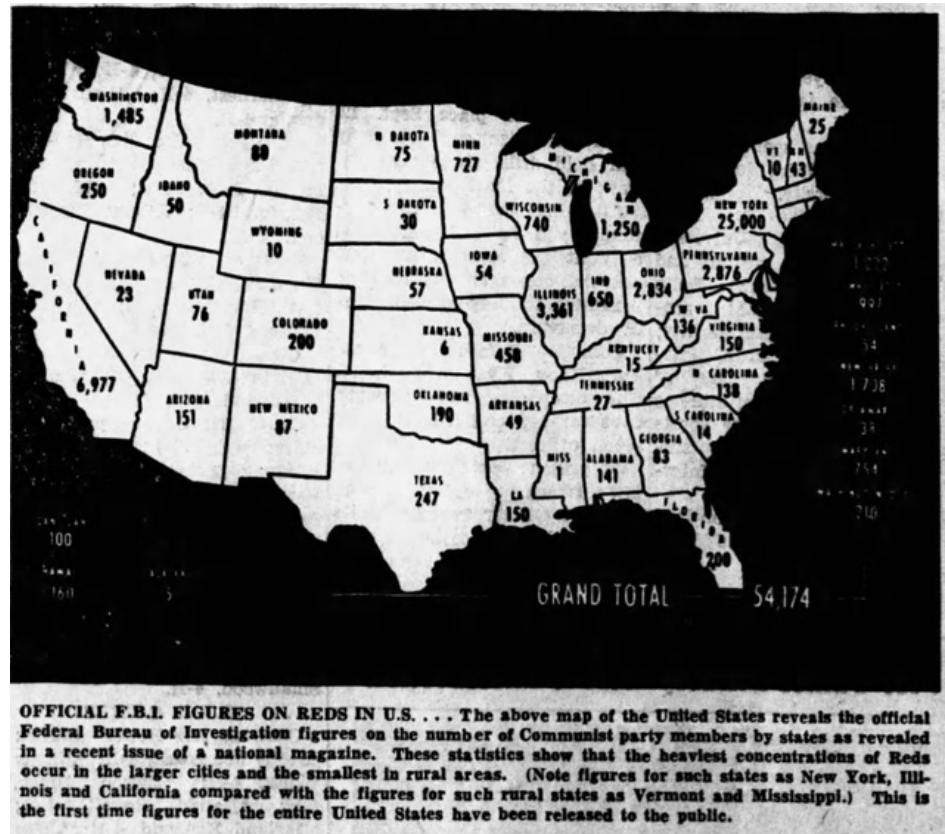 WASHINGTON
1,485
MONTANA
80
N DAKOTA
75
MINN
727
MAINE
25
OREGON
250
IDAHO
50
WYOMING
10
S DAKOTA
30
WISCONSIN
740
MICHIGAN
1,250
VT
10
NH
43
NEW YORK
25,000
CALIFORNIA
6,977
NEVADA
23
UTAH
76
COLORADO
200
NEBRASKA
57
IOWA
54
ILLINOIS
3,361
IND
650
OHIO
2,834
PENNSYLVANIA
2,876
KANSAS
6
MISSOURI
458
KENTUCKY
15
W VA
136
VIRGINIA
150
ARIZONA
151
NEW MEXICO
87
OKLAHOMA
190
ARKANSAS
49
TENNESSEE
27
N CAROLINA
138
S CAROLINA
14
TEXAS
247
LA
150
MISS
1
ALABAMA
141
GEORGIA
83
FLORIDA
200
54
1,708
100
160
5
GRAND TOTAL 54,174
OFFICIAL F.B.I. FIGURES ON REDS IN U.S. . . . The above map of the United States reveals the official
Federal Bureau of Investigation figures on the number of Communist party members by states as revealed
in a recent issue of a national magazine. These statistics show that the heaviest concentrations of Reds
occur in the larger cities and the smallest in rural areas. (Note figures for such states as New York, Illi-
nois and California compared with the figures for such rural states as Vermont and Mississippi.) This is
the first time figures for the entire United States have been released to the public.